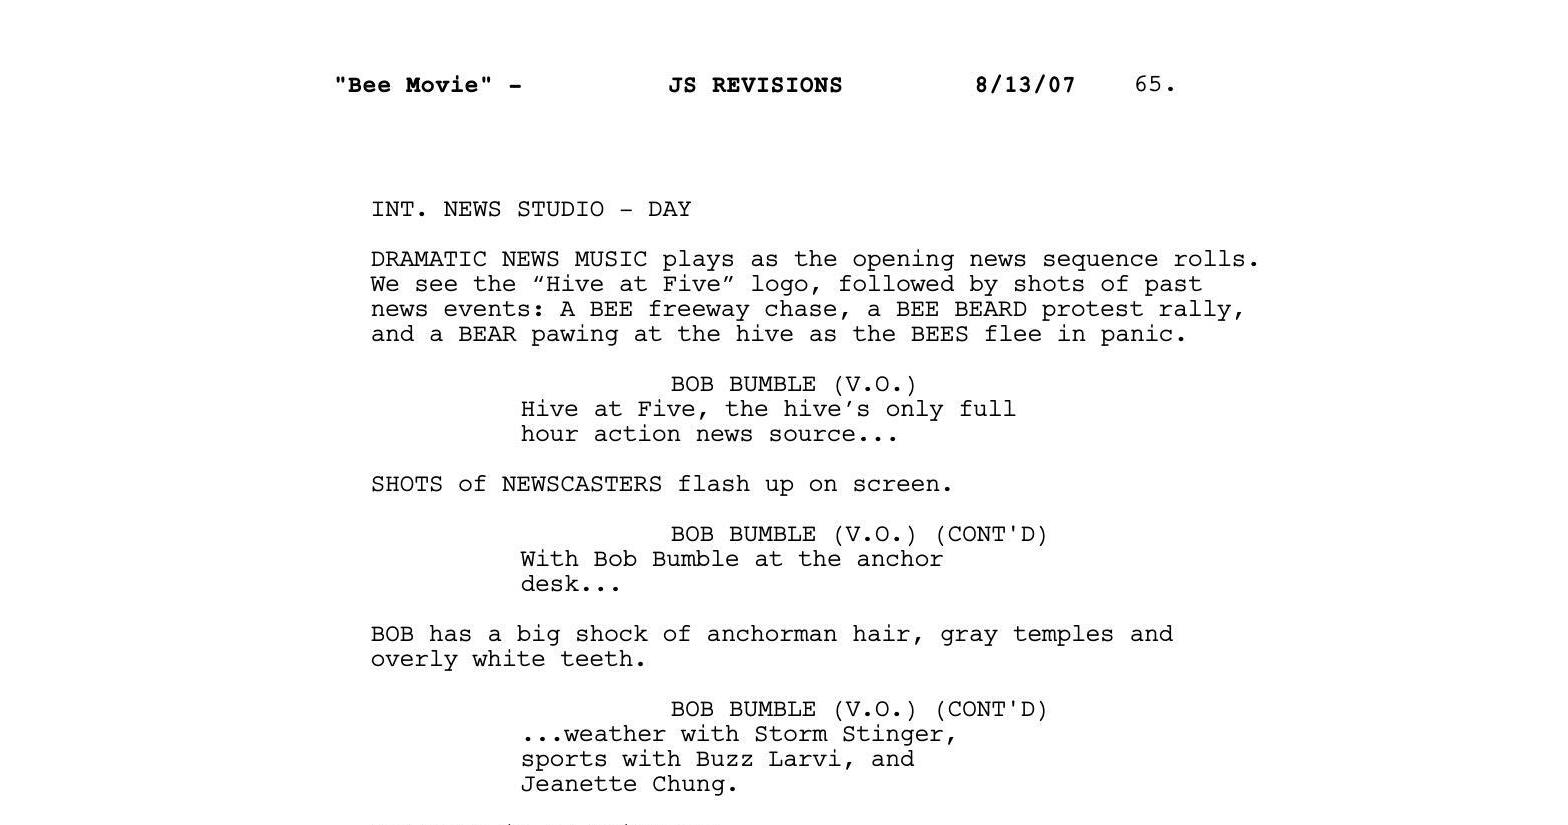 "Bee Movie" - JS REVISIONS 8/13/07 65.
INT. NEWS STUDIO - DAY
DRAMATIC NEWS MUSIC plays as the opening news sequence rolls.
We see the “Hive at Five” logo, followed by shots of past
news events: A BEE freeway chase, a BEE BEARD protest rally,
and a BEAR pawing at the hive as the BEES flee in panic.
BOB BUMBLE (V.O.)
Hive at Five, the hive’s only full
hour action news source...
SHOTS of NEWSCASTERS flash up on screen.
BOB BUMBLE (V.O.) (CONT'D)
With Bob Bumble at the anchor
desk...
BOB has a big shock of anchorman hair, gray temples and
overly white teeth.
BOB BUMBLE (V.O.) (CONT'D)
...weather with Storm Stinger,
sports with Buzz Larvi, and
Jeanette Chung.